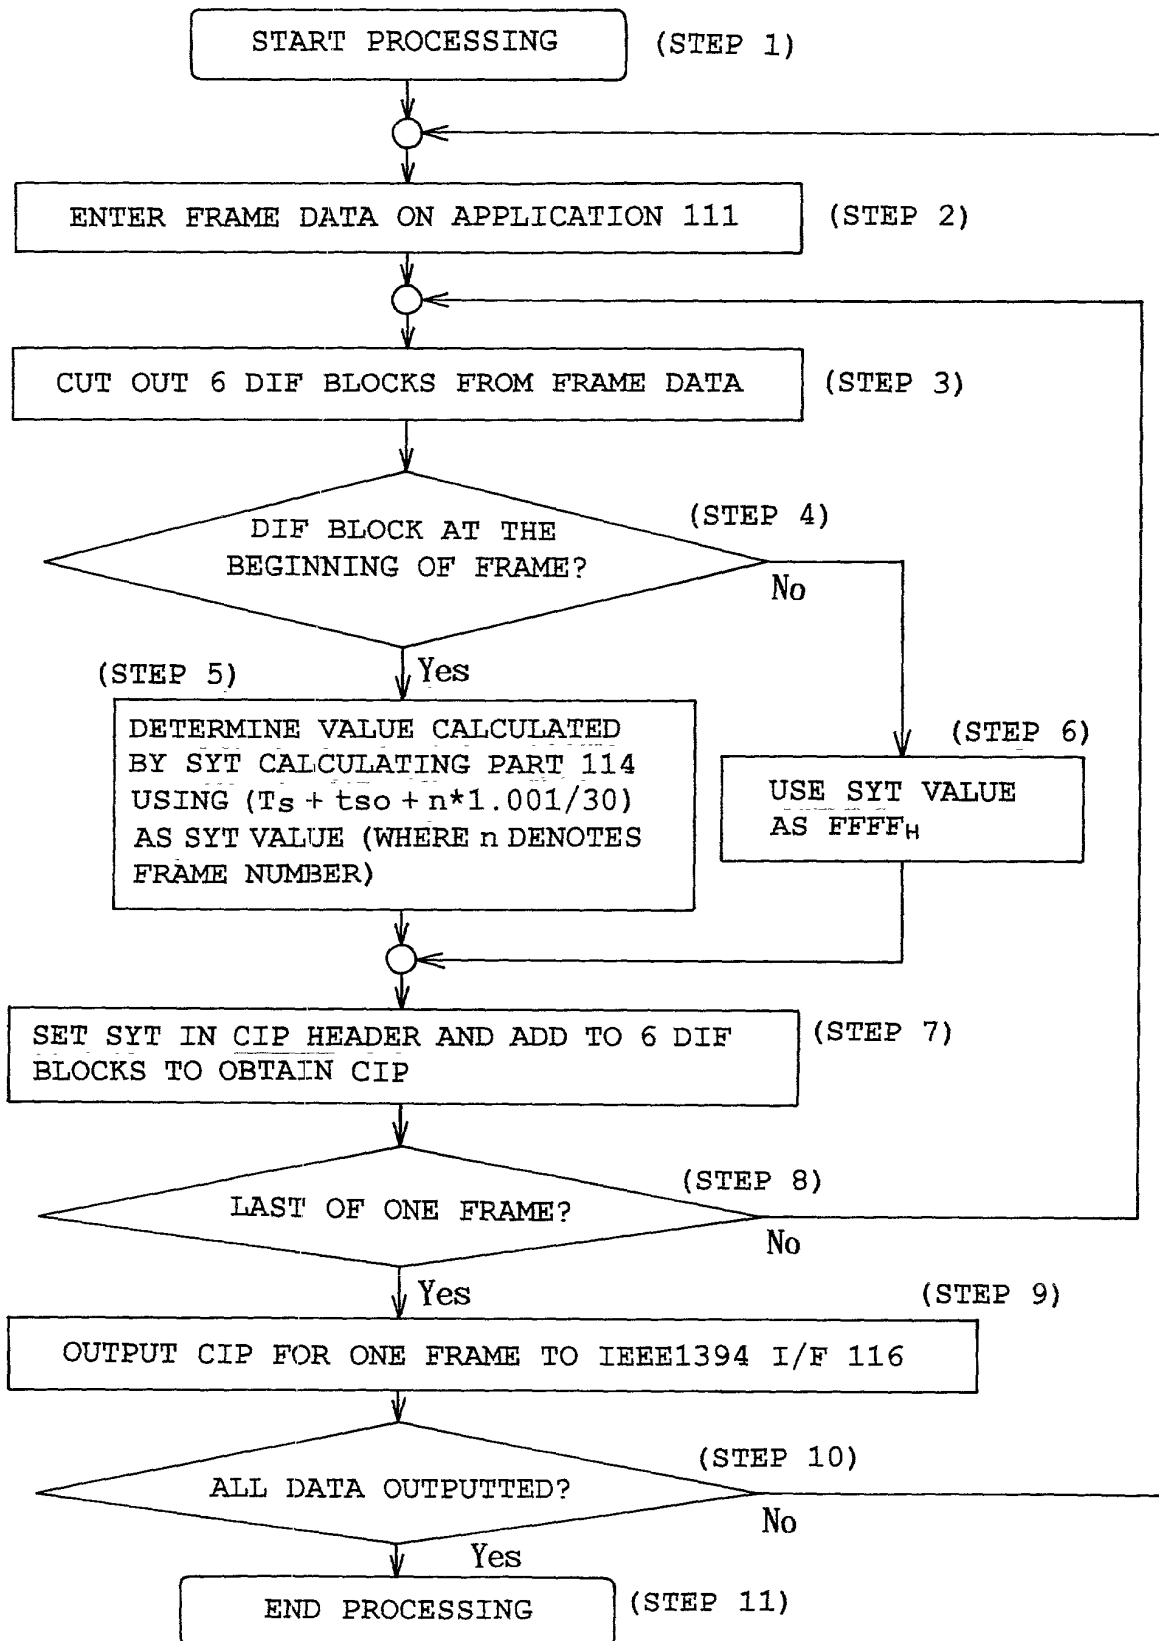 START PROCESSING
(STEP 1)
ENTER FRAME DATA ON APPLICATION 111
(STEP 2)
CUT OUT 6 DIF BLOCKS FROM FRAME DATA
(STEP 3)
DIF BLOCK AT THE
BEGINNING OF FRAME?
(STEP 4)
No
Yes
(STEP 5)
DETERMINE VALUE CALCULATED
BY SYT CALCULATING PART 114
USING (Ts + tso + n*1.001/30)
AS SYT VALUE (WHERE n DENOTES
FRAME NUMBER)
(STEP 6)
USE SYT VALUE
AS FFFFH
SET SYT IN CIP HEADER AND ADD TO 6 DIF
BLOCKS TO OBTAIN CIP
(STEP 7)
LAST OF ONE FRAME?
(STEP 8)
No
Yes
(STEP 9)
OUTPUT CIP FOR ONE FRAME TO IEEE1394 I/F 116
ALL DATA OUTPUTTED?
(STEP 10)
No
Yes
END PROCESSING
(STEP 11)